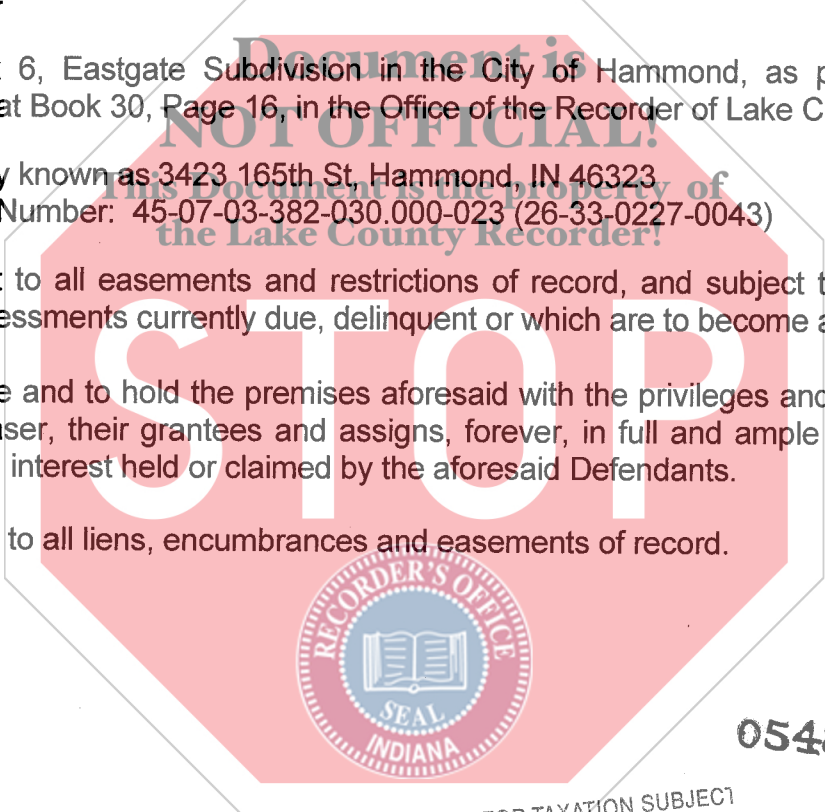 6, Eastgate Subdivision in the City of Hammond, as p
at Book 30, Page 16, in the Office of the Recorder of Lake C
y known as 3423 165th St, Hammond, IN 46323
Number: 45-07-03-382-030.000-023 (26-33-0227-0043)
to all easements and restrictions of record, and subject t
essments currently due, delinquent or which are to become a
e and to hold the premises aforesaid with the privileges and
ser, their grantees and assigns, forever, in full and ample
interest held or claimed by the aforesaid Defendants.
to all liens, encumbrances and easements of record.
Document is
NOT OFFICIAL!
This Document is the property of
the Lake County Recorder!
STOP
RECORDER'S OFFICE
SEAL
INDIANA
054
FOR TAXATION SUBJECT